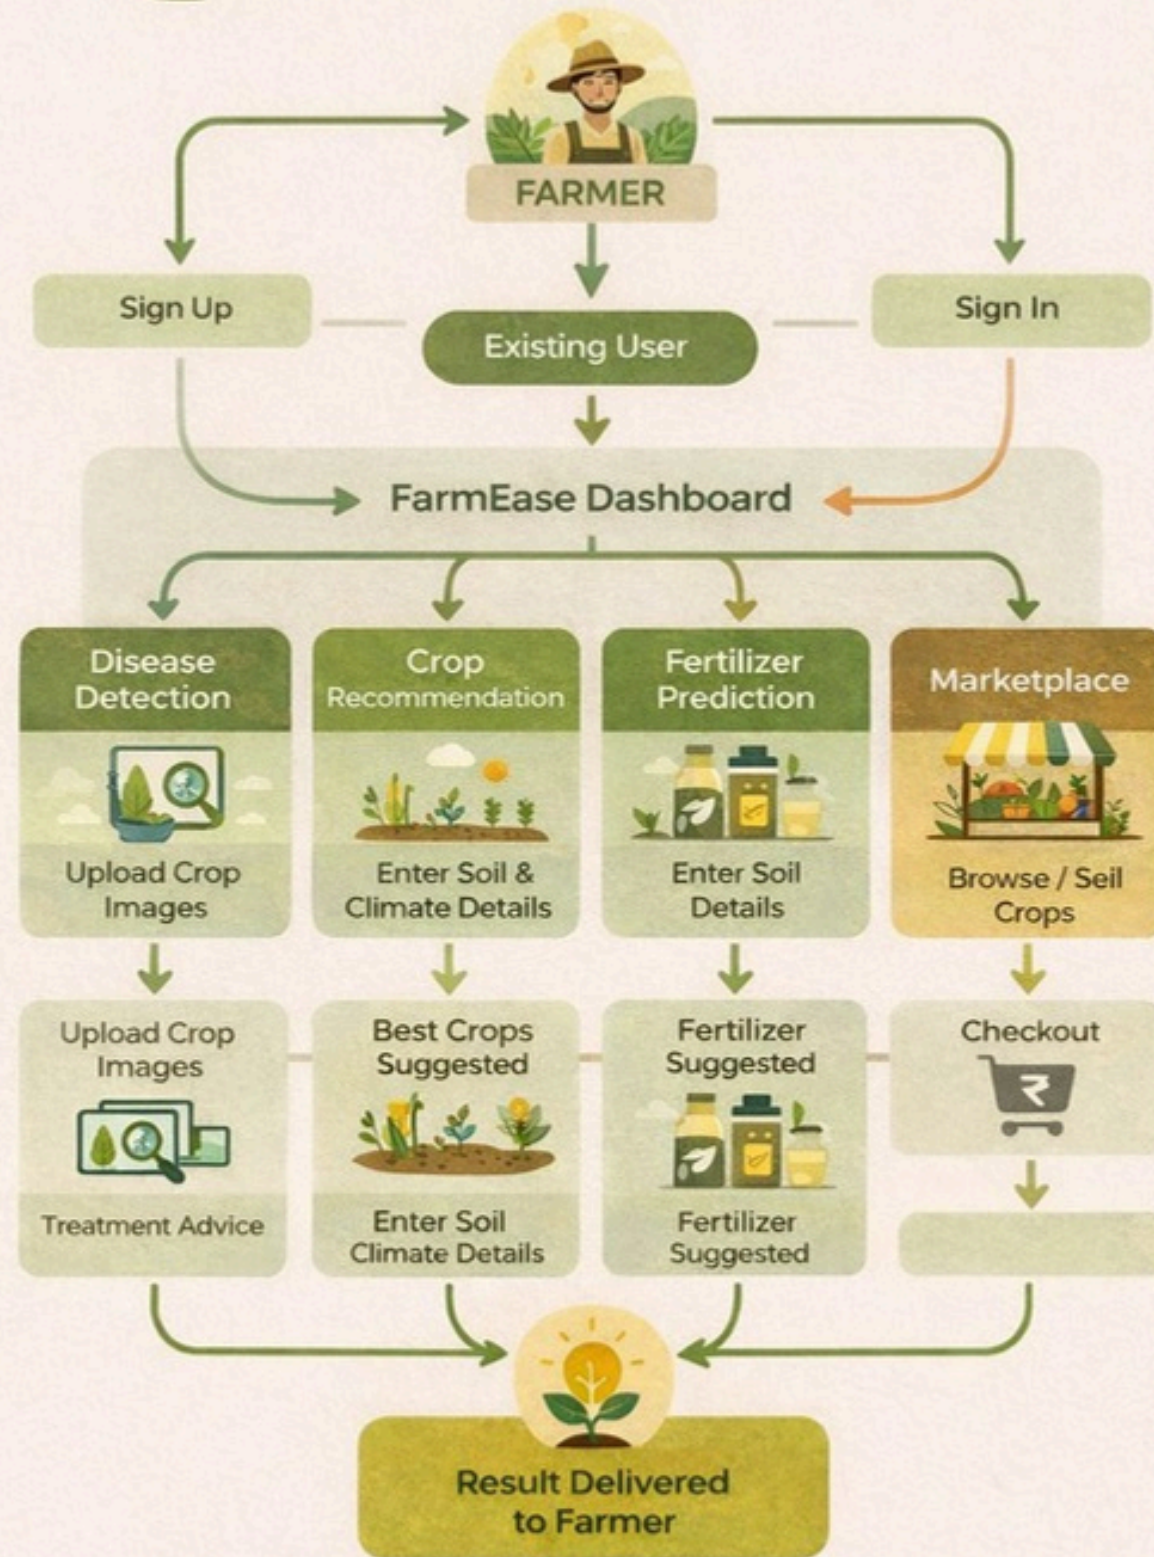 FARMER
Sign Up
Existing User
Sign In
FarmEase Dashboard
Disease
Detection
Upload Crop
Images
Crop
Recommendation
Enter Soil &
Climate Details
Fertilizer
Prediction
Enter Soil
Details
Marketplace
Browse / Seil
Crops
Upload Crop
Images
Treatment Advice
Best Crops
Suggested
Enter Soil
Climate Details
Fertilizer
Suggested
Fertilizer
Suggested
Checkout
₹
Result Delivered
to Farmer